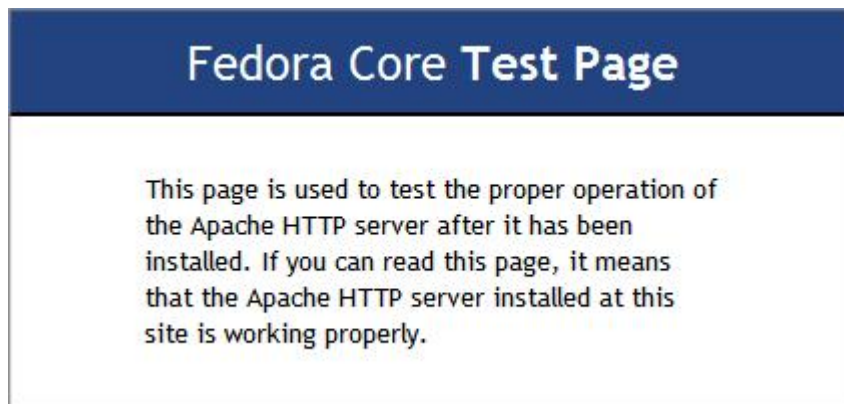 Fedora Core Test Page
This page is used to test the proper operation of
the Apache HTTP server after it has been
installed. If you can read this page, it means
that the Apache HTTP server installed at this
site is working properly.